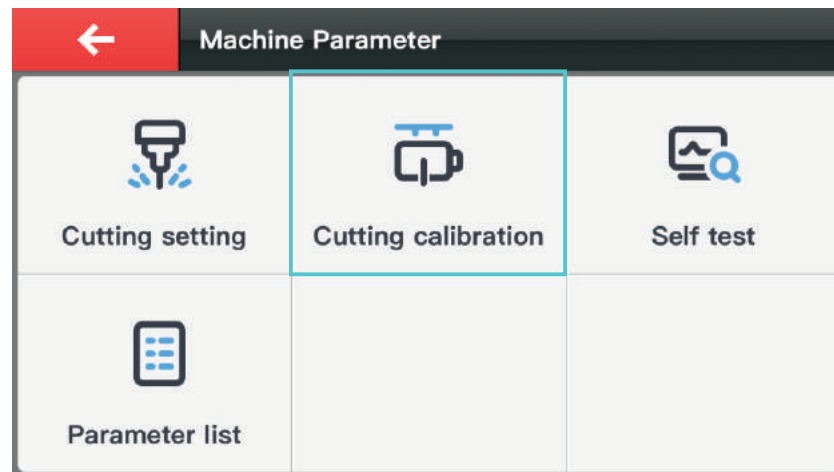 Machine Parameter
Cutting setting
Cutting calibration
Self test
Parameter list